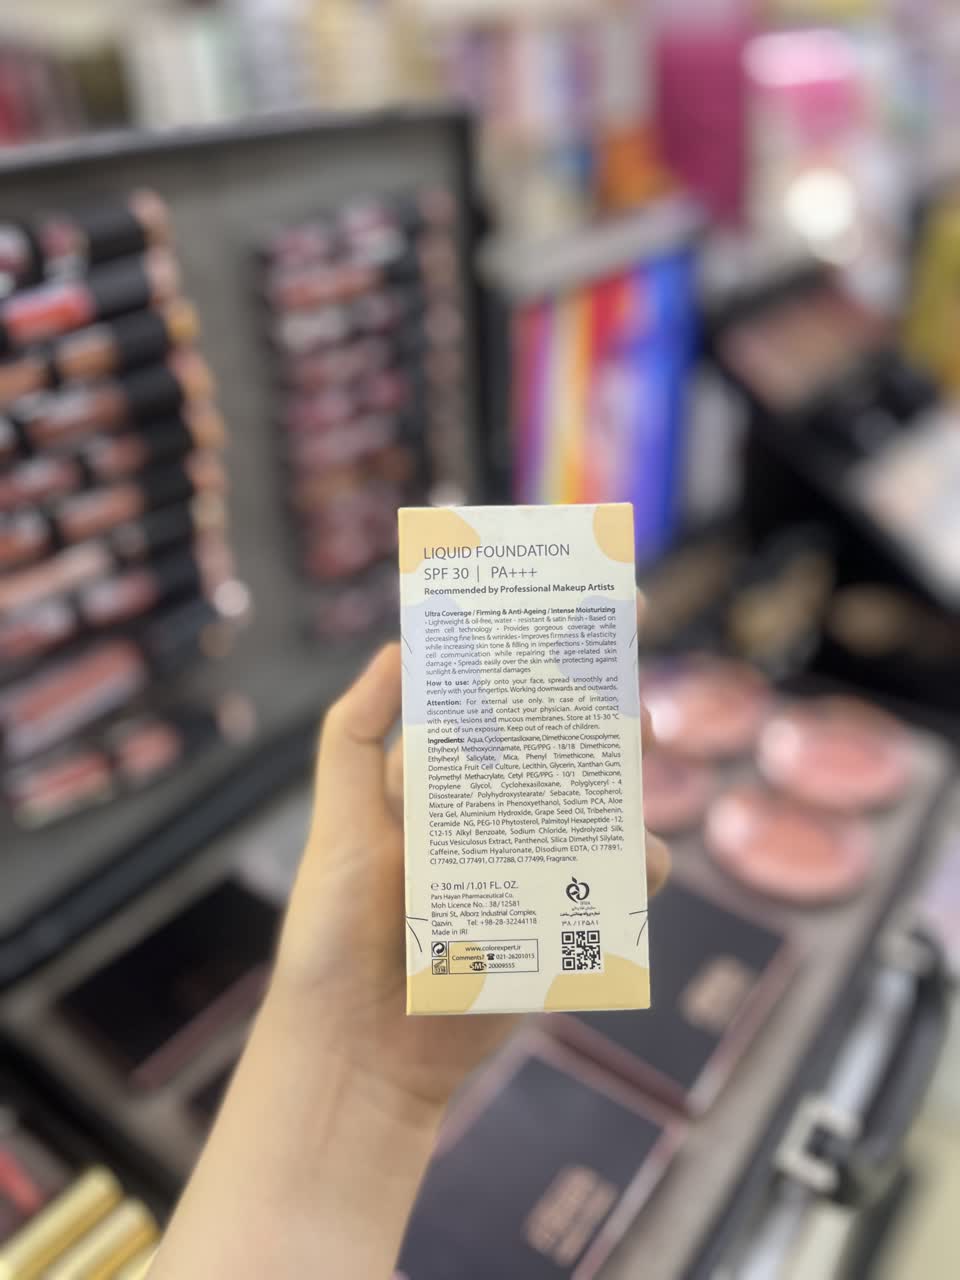 LIQUID FOUNDATION
SPF 30 | PA+++
Recommended by Professional Makeup Artists
Ultra Coverage / Firming & Anti-Ageing / Intense Moisturizing
• Lightweight & oil-free, water - resistant & satin finish • Based on
stem cell technology • Provides gorgeous coverage while
decreasing fine lines & wrinkles • Improves firmness & elasticity
while increasing skin tone & filling in imperfections • Stimulates
cell communication while repairing the age-related skin
damage • Spreads easily over the skin while protecting against
sunlight & environmental damages
How to use: Apply onto your face, spread smoothly and
evenly with your fingertips. Working downwards and outwards.
Attention: For external use only. In case of irritation,
discontinue use and contact your physician. Avoid contact
with eyes, lesions and mucous membranes. Store at 15-30 °C
and out of sun exposure. Keep out of reach of children.
Ingredients: Aqua, Cyclopentasiloxane, Dimethicone Crosspolymer,
Ethylhexyl Methoxycinnamate, PEG/PPG - 18/18 Dimethicone,
Ethylhexyl Salicylate, Mica, Phenyl Trimethicone, Malus
Domestica Fruit Cell Culture, Lecithin, Glycerin, Xanthan Gum,
Polymethyl Methacrylate, Cetyl PEG/PPG - 10/1 Dimethicone,
Propylene Glycol, Cyclohexasiloxane, Polyglyceryl - 4
Diisostearate/ Polyhydroxystearate/ Sebacate, Tocopherol,
Mixture of Parabens in Phenoxyethanol, Sodium PCA, Aloe
Vera Gel, Aluminium Hydroxide, Grape Seed Oil, Tribehenin,
Ceramide NG, PEG-10 Phytosterol, Palmitoyl Hexapeptide -12,
C12-15 Alkyl Benzoate, Sodium Chloride, Hydrolyzed Silk,
Fucus Vesiculosus Extract, Panthenol, Silica Dimethyl Silylate,
Caffeine, Sodium Hyaluronate, Disodium EDTA, CI 77891,
CI 77492, CI 77491, CI 77288, CI 77499, Fragrance.
℮ 30 ml /1.01 FL. OZ.
Pars Hayan Pharmaceutical Co.
Moh Licence No.: 38/12581
Biruni St., Alborz Industrial Complex,
Qazvin. Tel: +98-28-32244118
Made in IRI
www.colorexpert.ir
Comments? ☎ 021-26201015
SMS 20009555
۳۸/۱۲۵۸۱